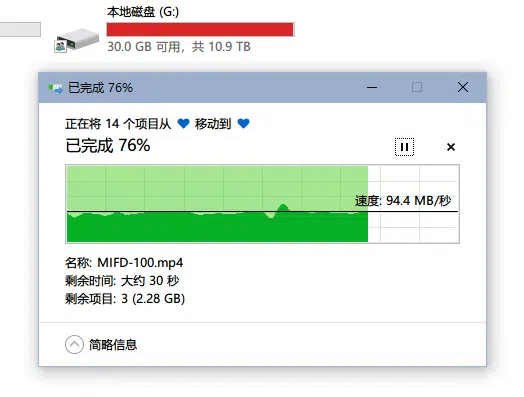 本地磁盘 (G:)
30.0 GB 可用，共 10.9 TB
已完成 76%
正在将 14 个项目从 移动到
已完成 76%
速度: 94.4 MB/秒
名称: MIFD-100.mp4
剩余时间: 大约 30 秒
剩余项目: 3 (2.28 GB)
简略信息